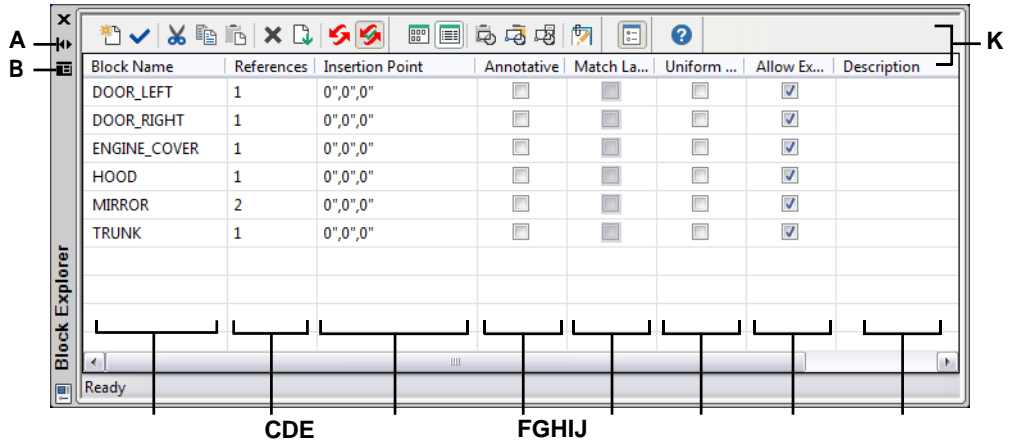 A
K
B
Block Name References Insertion Point Annotative Match La... Uniform ... Allow Ex... Description
DOOR_LEFT 1 0",0",0"
DOOR_RIGHT 1 0",0",0"
ENGINE_COVER 1 0",0",0"
HOOD 1 0",0",0"
MIRROR 2 0",0",0"
TRUNK 1 0",0",0"
Block Explorer
Ready
CDE FGHIJ